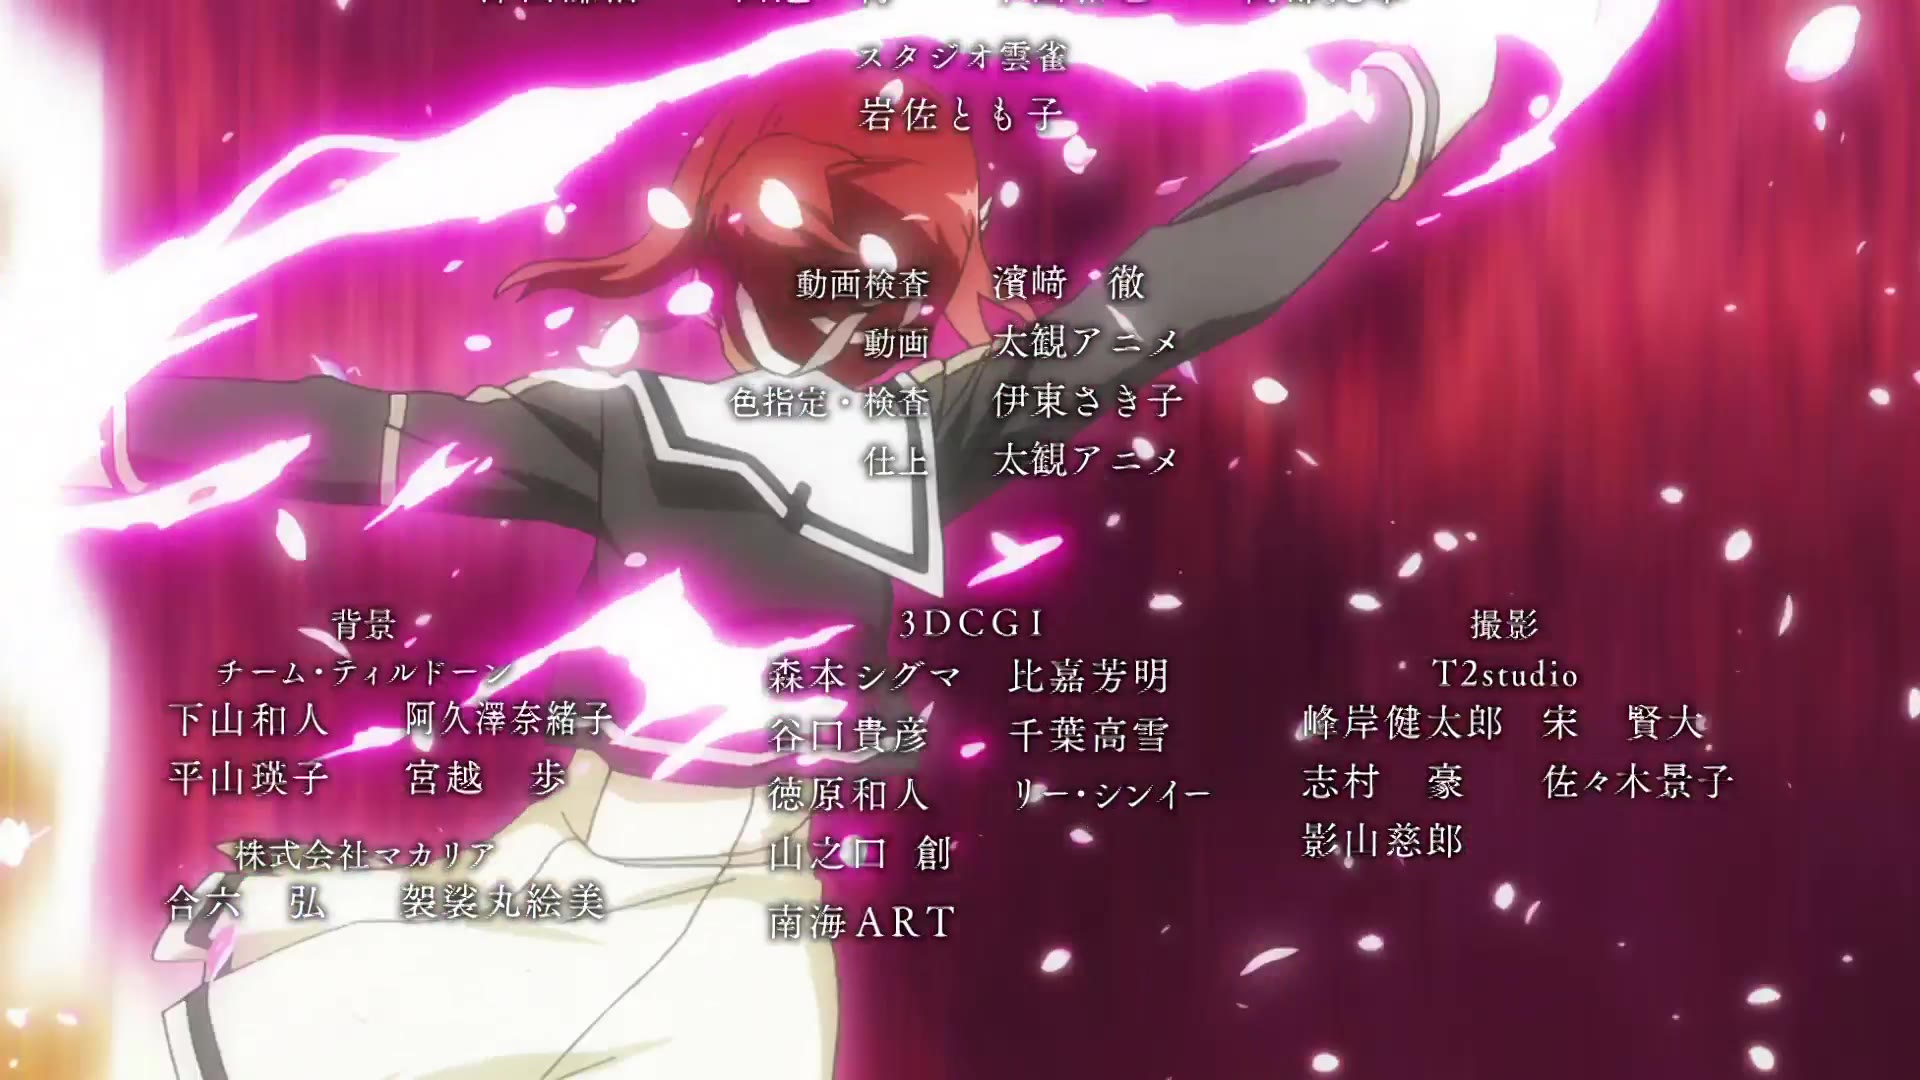 スタジオ雲雀
岩佐とも子
動画検査　濱﨑　徹
動画　太観アニメ
色指定・検査　伊東さき子
仕上　太観アニメ
背景
チーム・ティルドーン
下山和人　阿久澤奈緒子
平山瑛子　宮越　歩
株式会社マカリア
合六　弘　袈裟丸絵美
3DCGI
森本シグマ　比嘉芳明
谷口貴彦　千葉高雪
徳原和人　リー・シンイー
山之口 創
南海ART
撮影
T2studio
峰岸健太郎　宋　賢大
志村　豪　佐々木景子
影山慈郎